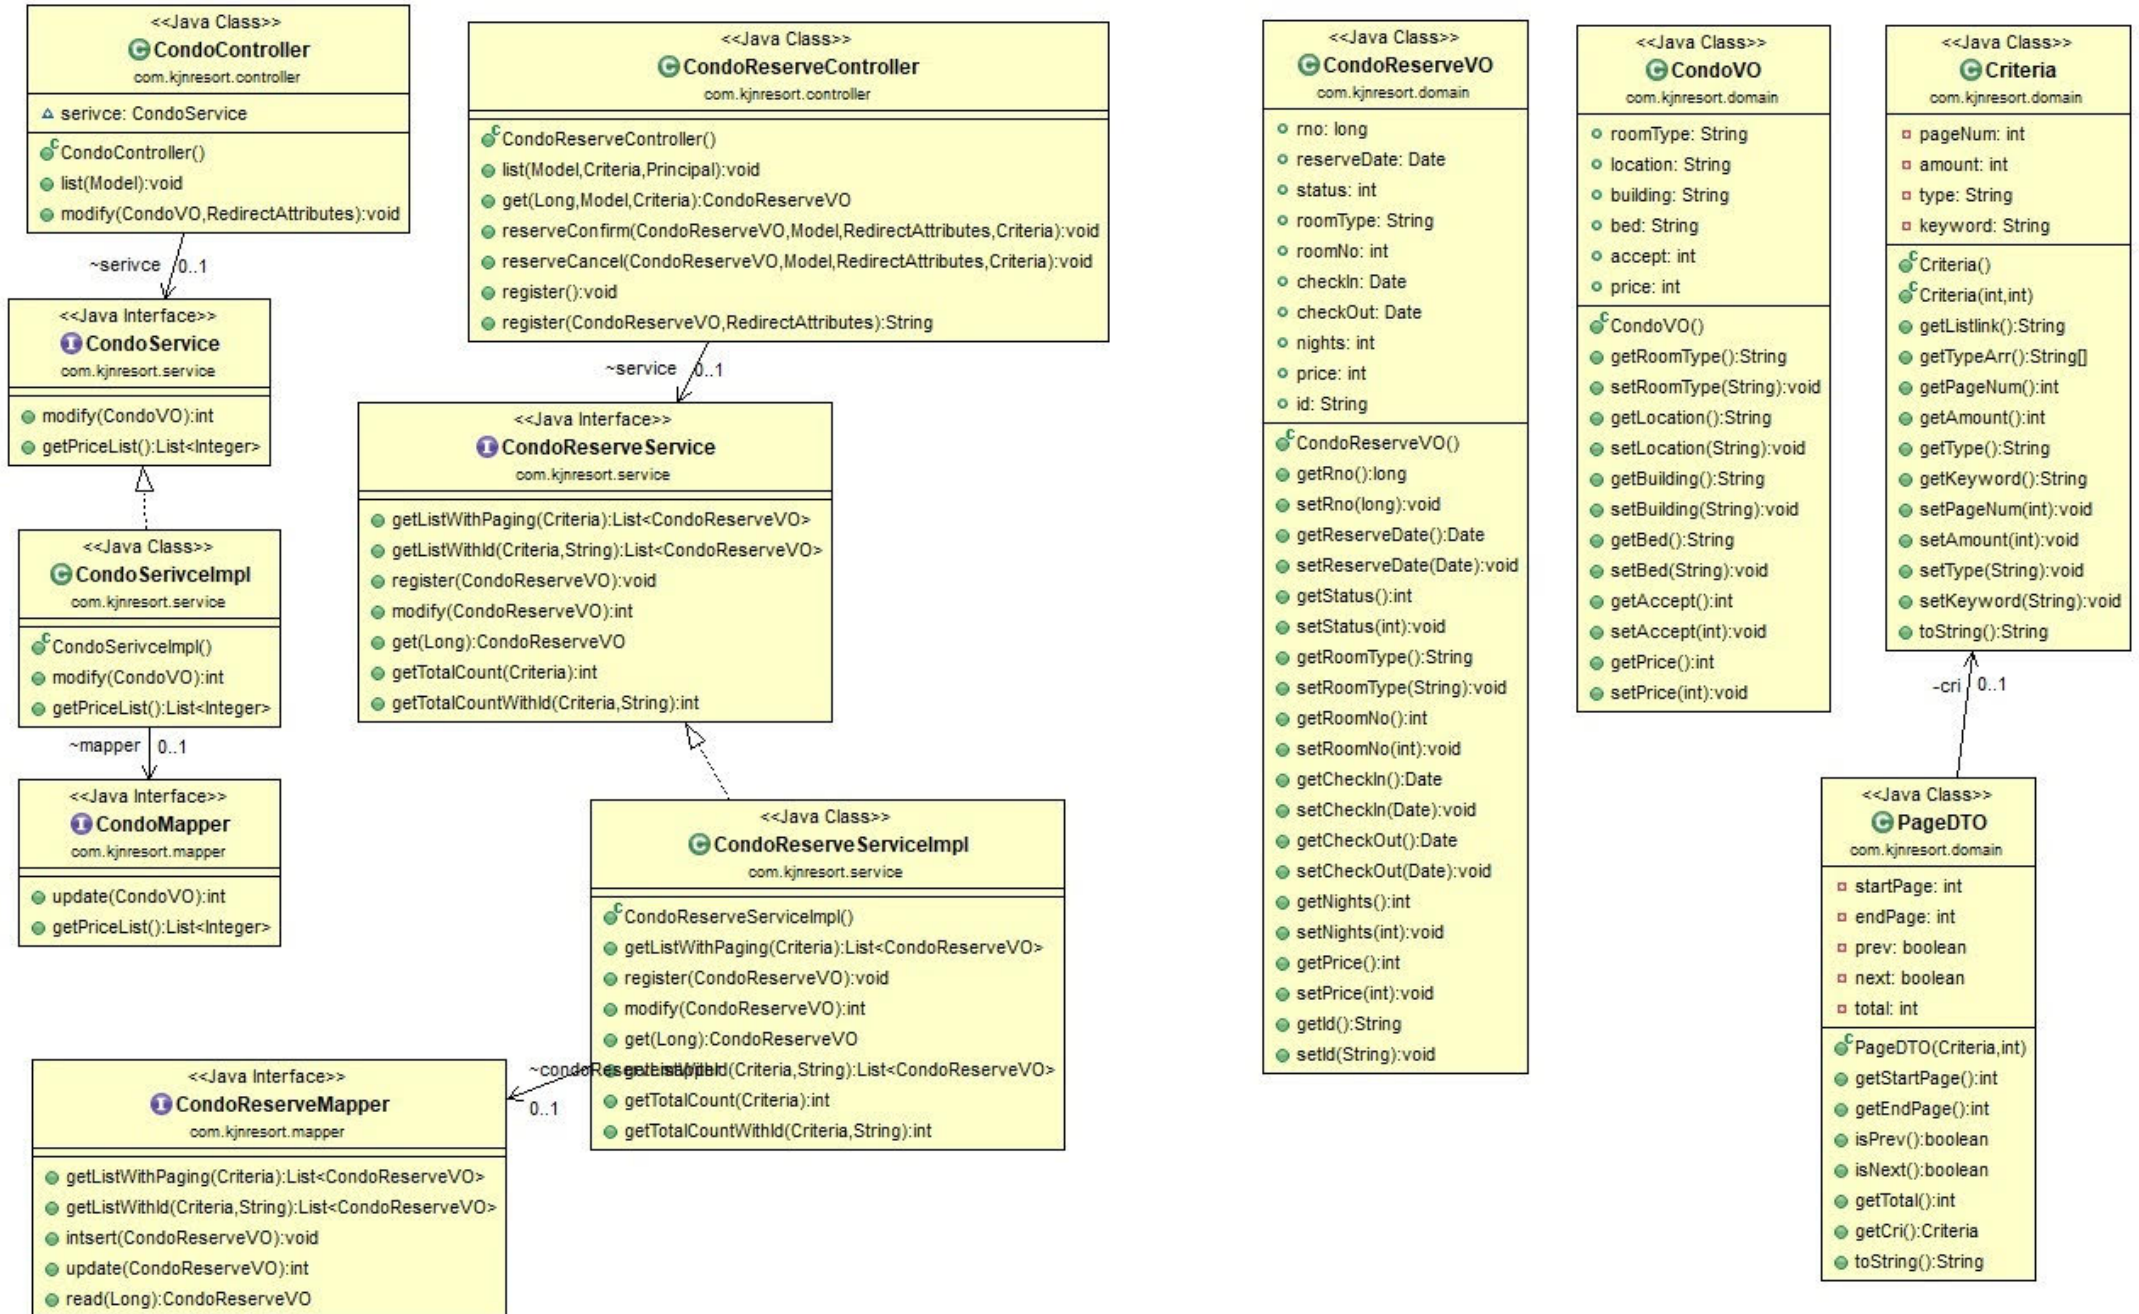 <<Java Class>>
CondoController
com.kjnresort.controller
serivce: CondoService
CondoController()
list(Model):void
modify(CondoVO,RedirectAttributes):void
~serivce 0..1
<<Java Interface>>
CondoService
com.kjnresort.service
modify(CondoVO):int
getPriceList():List<Integer>
<<Java Class>>
CondoSerivceImpl
com.kjnresort.service
CondoSerivceImpl()
modify(CondoVO):int
getPriceList():List<Integer>
~mapper 0..1
<<Java Interface>>
CondoMapper
com.kjnresort.mapper
update(CondoVO):int
getPriceList():List<Integer>
<<Java Class>>
CondoReserveController
com.kjnresort.controller
CondoReserveController()
list(Model,Criteria,Principal):void
get(Long,Model,Criteria):CondoReserveVO
reserveConfirm(CondoReserveVO,Model,RedirectAttributes,Criteria):void
reserveCancel(CondoReserveVO,Model,RedirectAttributes,Criteria):void
register():void
register(CondoReserveVO,RedirectAttributes):String
~service 0..1
<<Java Interface>>
CondoReserveService
com.kjnresort.service
getListWithPaging(Criteria):List<CondoReserveVO>
getListWithId(Criteria,String):List<CondoReserveVO>
register(CondoReserveVO):void
modify(CondoReserveVO):int
get(Long):CondoReserveVO
getTotalCount(Criteria):int
getTotalCountWithId(Criteria,String):int
<<Java Class>>
CondoReserveServiceImpl
com.kjnresort.service
CondoReserveServiceImpl()
getListWithPaging(Criteria):List<CondoReserveVO>
register(CondoReserveVO):void
modify(CondoReserveVO):int
get(Long):CondoReserveVO
getListWithId(Criteria,String):List<CondoReserveVO>
getTotalCount(Criteria):int
getTotalCountWithId(Criteria,String):int
~condoReserveMapper
0..1
<<Java Interface>>
CondoReserveMapper
com.kjnresort.mapper
getListWithPaging(Criteria):List<CondoReserveVO>
getListWithId(Criteria,String):List<CondoReserveVO>
intsert(CondoReserveVO):void
update(CondoReserveVO):int
read(Long):CondoReserveVO
<<Java Class>>
CondoReserveVO
com.kjnresort.domain
rno: long
reserveDate: Date
status: int
roomType: String
roomNo: int
checkIn: Date
checkOut: Date
nights: int
price: int
id: String
CondoReserveVO()
getRno():long
setRno(long):void
getReserveDate():Date
setReserveDate(Date):void
getStatus():int
setStatus(int):void
getRoomType():String
setRoomType(String):void
getRoomNo():int
setRoomNo(int):void
getCheckIn():Date
setCheckIn(Date):void
getCheckOut():Date
setCheckOut(Date):void
getNights():int
setNights(int):void
getPrice():int
setPrice(int):void
getId():String
setId(String):void
<<Java Class>>
CondoVO
com.kjnresort.domain
roomType: String
location: String
building: String
bed: String
accept: int
price: int
CondoVO()
getRoomType():String
setRoomType(String):void
getLocation():String
setLocation(String):void
getBuilding():String
setBuilding(String):void
getBed():String
setBed(String):void
getAccept():int
setAccept(int):void
getPrice():int
setPrice(int):void
<<Java Class>>
Criteria
com.kjnresort.domain
pageNum: int
amount: int
type: String
keyword: String
Criteria()
Criteria(int,int)
getListlink():String
getTypeArr():String[]
getPageNum():int
getAmount():int
getType():String
getKeyword():String
setPageNum(int):void
setAmount(int):void
setType(String):void
setKeyword(String):void
toString():String
-cri 0..1
<<Java Class>>
PageDTO
com.kjnresort.domain
startPage: int
endPage: int
prev: boolean
next: boolean
total: int
PageDTO(Criteria,int)
getStartPage():int
getEndPage():int
isPrev():boolean
isNext():boolean
getTotal():int
getCri():Criteria
toString():String